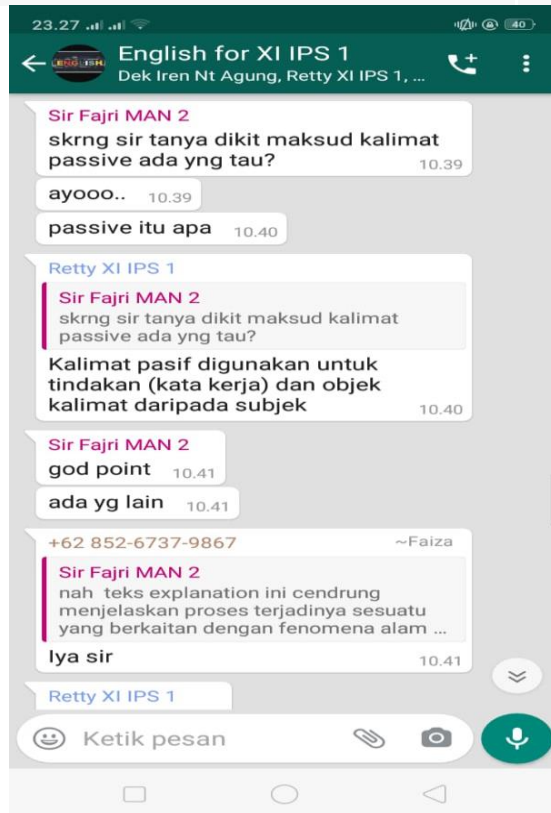 23.27
40
ENGLISH
English for XI IPS 1
Dek Iren Nt Agung, Retty XI IPS 1, ...
Sir Fajri MAN 2
skrng sir tanya dikit maksud kalimat
passive ada yng tau?
10.39
ayooo.. 10.39
passive itu apa 10.40
Retty XI IPS 1
Sir Fajri MAN 2
skrng sir tanya dikit maksud kalimat
passive ada yng tau?
Kalimat pasif digunakan untuk
tindakan (kata kerja) dan objek
kalimat daripada subjek
10.40
Sir Fajri MAN 2
god point 10.41
ada yg lain 10.41
+62 852-6737-9867 ~Faiza
Sir Fajri MAN 2
nah teks explanation ini cendrung
menjelaskan proses terjadinya sesuatu
yang berkaitan dengan fenomena alam ...
Iya sir 10.41
Retty XI IPS 1
Ketik pesan